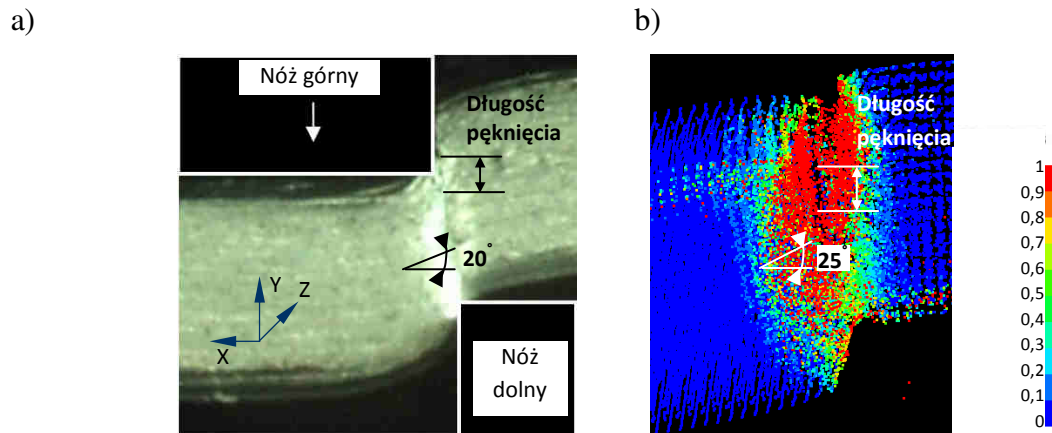 a)
Nóż górny
Długość
pęknięcia
20°
Y
Z
X
Nóż
dolny
b)
Długość
pęknięcia
25°
1
0,9
0,8
0,7
0,6
0,5
0,4
0,3
0,2
0,1
0